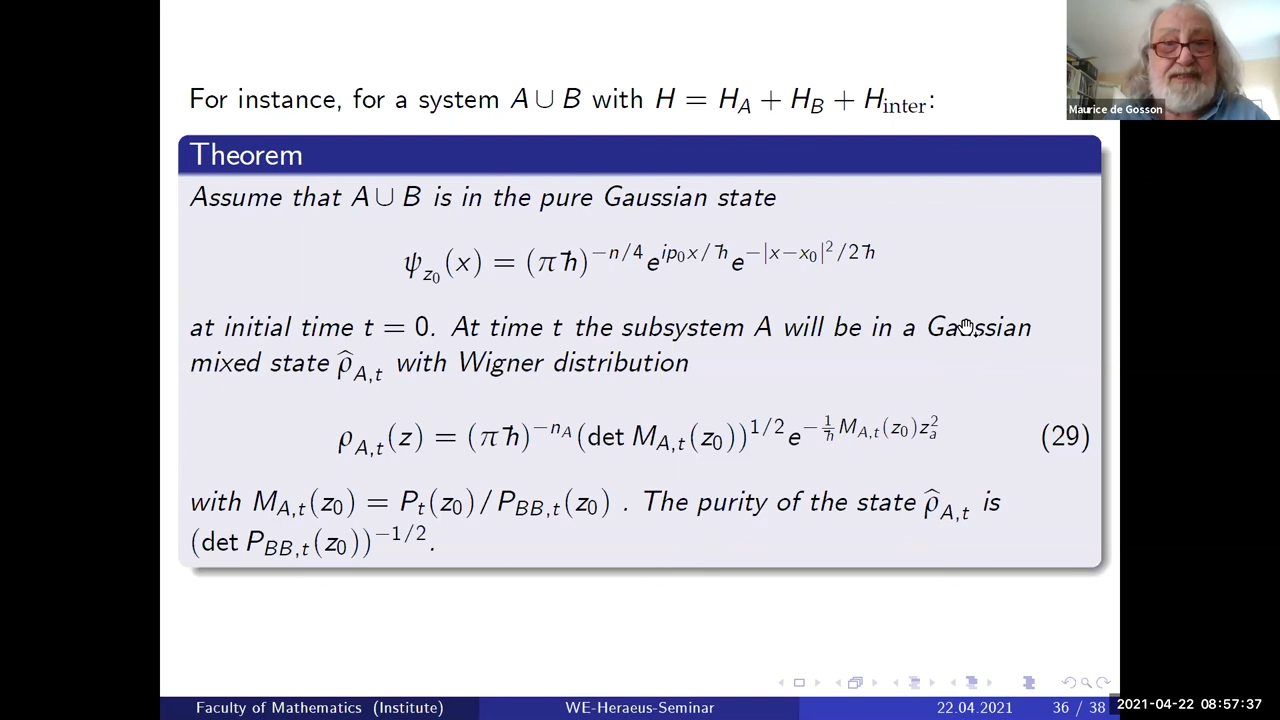 For instance, for a system A ∪ B with H = H_A + H_B + H_inter:
Maurice de Gosson
Theorem
Assume that A ∪ B is in the pure Gaussian state
ψ_{z_0}(x) = (πℏ)^{−n/4} e^{ip_0x/ℏ} e^{−|x−x_0|^2/2ℏ}
at initial time t = 0. At time t the subsystem A will be in a Gaussian
mixed state ρ̂_{A,t} with Wigner distribution
ρ_{A,t}(z) = (πℏ)^{−n_A} (det M_{A,t}(z_0))^{1/2} e^{−\frac{1}{ℏ} M_{A,t}(z_0)z_a^2} (29)
with M_{A,t}(z_0) = P_t(z_0)/P_{BB,t}(z_0) . The purity of the state ρ̂_{A,t} is
(det P_{BB,t}(z_0))^{−1/2}.
Faculty of Mathematics (Institute) WE-Heraeus-Seminar 22.04.2021 36 / 38
2021-04-22 08:57:37